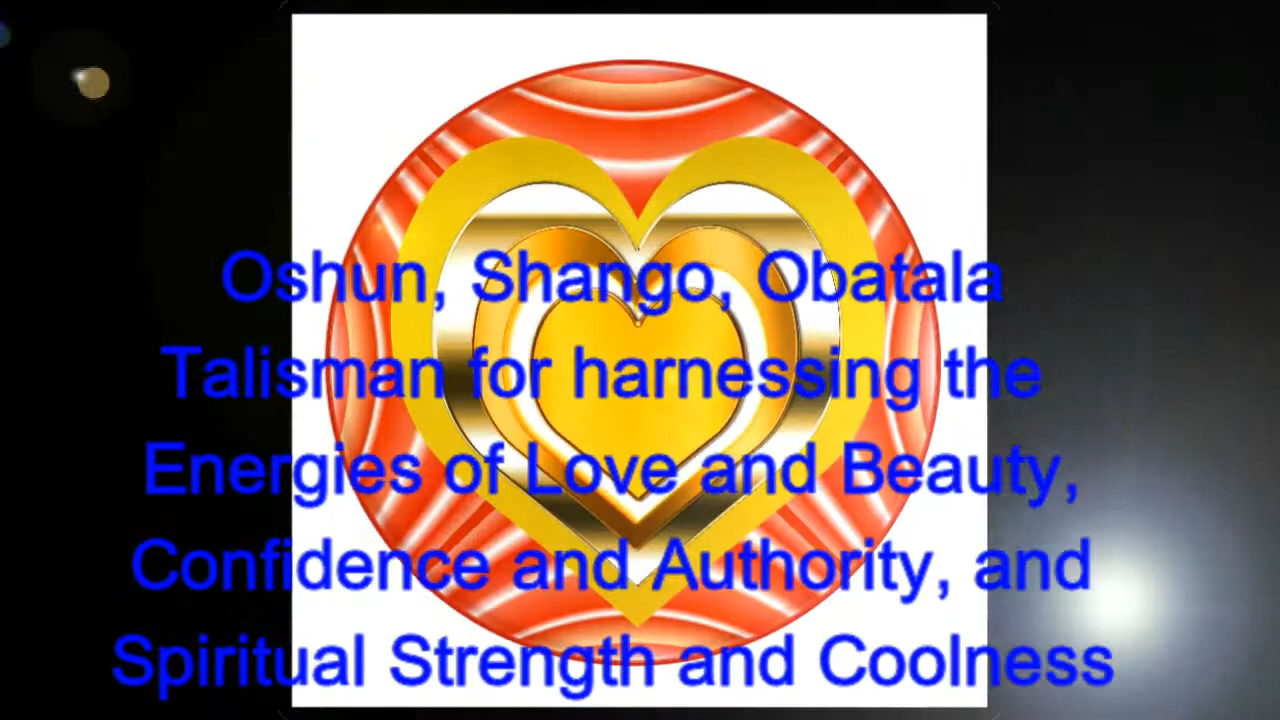 Oshun, Shango, Obatala
Talisman for harnessing the
Energies of Love and Beauty,
Confidence and Authority, and
Spiritual Strength and Coolness